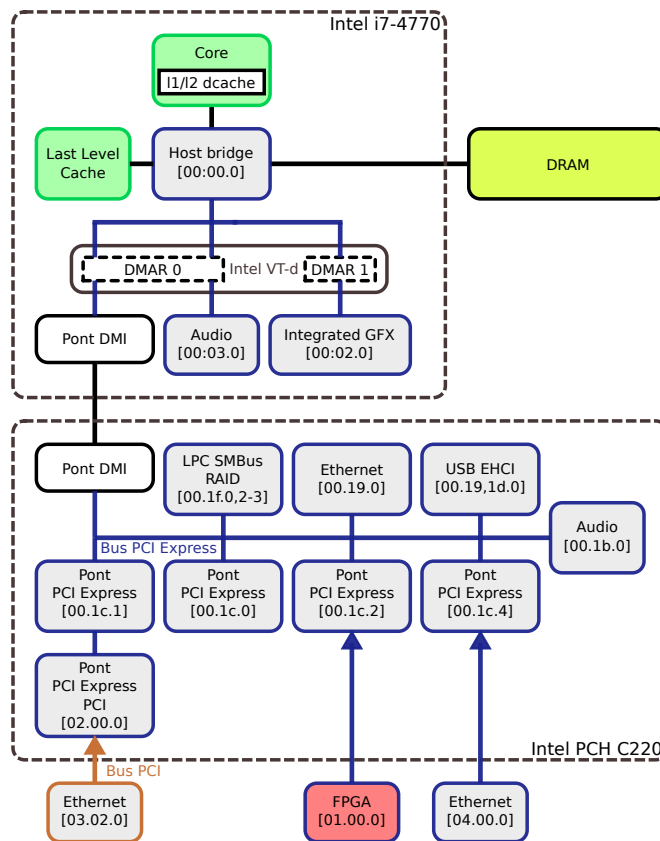 Intel i7-4770
Core
l1/l2 dcache
Last Level
Cache
Host bridge
[00:00.0]
DRAM
DMAR 0
Intel VT-d
DMAR 1
Pont DMI
Audio
[00:03.0]
Integrated GFX
[00:02.0]
Pont DMI
LPC SMBus
RAID
[00.1f.0,2-3]
Ethernet
[00.19.0]
USB EHCI
[00.19,1d.0]
Audio
[00.1b.0]
Bus PCI Express
Pont
PCI Express
[00.1c.1]
Pont
PCI Express
[00.1c.0]
Pont
PCI Express
[00.1c.2]
Pont
PCI Express
[00.1c.4]
Pont
PCI Express
PCI
[02.00.0]
Intel PCH C220
Bus PCI
Ethernet
[03.02.0]
FPGA
[01.00.0]
Ethernet
[04.00.0]